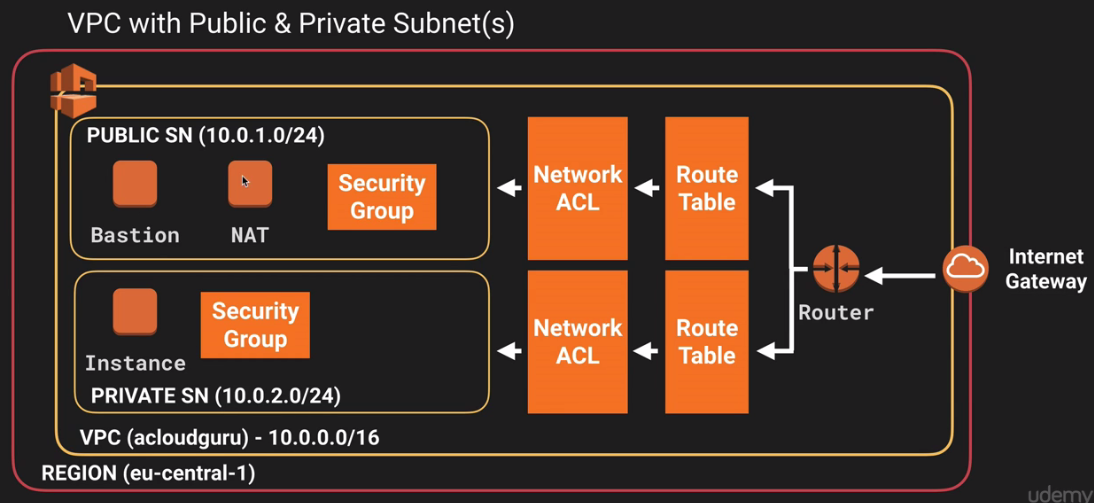 VPC with Public & Private Subnet(s)
PUBLIC SN (10.0.1.0/24)
Bastion
NAT
Security
Group
Network
ACL
Route
Table
Instance
Security
Group
PRIVATE SN (10.0.2.0/24)
Network
ACL
Route
Table
Router
Internet
Gateway
VPC (acloudguru) - 10.0.0.0/16
REGION (eu-central-1)
udemy